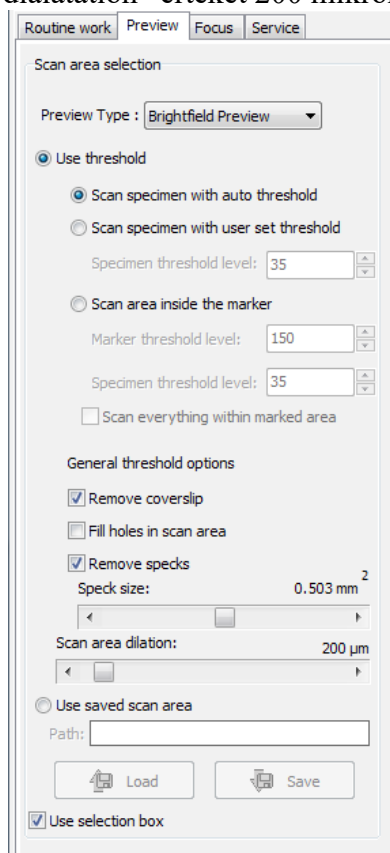 Routine work Preview Focus Service
Scan area selection
Preview Type : Brightfield Preview
Use threshold
Scan specimen with auto threshold
Scan specimen with user set threshold
Specimen threshold level: 35
Scan area inside the marker
Marker threshold level: 150
Specimen threshold level: 35
Scan everything within marked area
General threshold options
Remove coverslip
Fill holes in scan area
Remove specks
Speck size: 0.503 mm²
Scan area dilation: 200 µm
Use saved scan area
Path:
Load Save
Use selection box